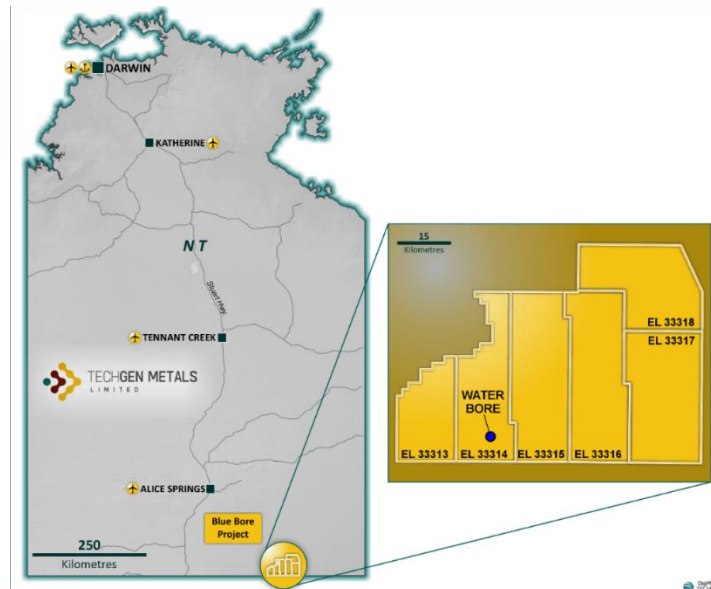 DARWIN
KATHERINE
NT
Stuart Hwy
TENNANT CREEK
TECHGEN METALS
LIMITED
ALICE SPRINGS
Blue Bore
Project
250
Kilometres
15
Kilometres
EL 33318
EL 33317
WATER
BORE
EL 33313
EL 33314
EL 33315
EL 33316